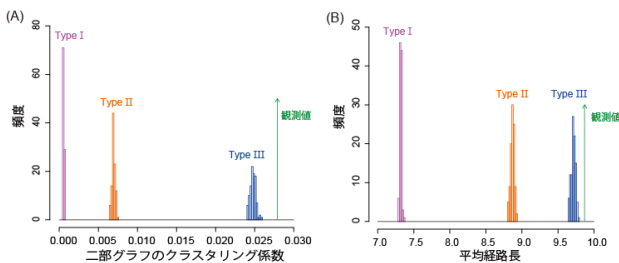 (A)
Type I
Type II
Type III
観測値
頻度
80
60
40
20
0
0.000
0.005
0.010
0.015
0.020
0.025
0.030
二部グラフのクラスタリング係数
(B)
Type I
Type II
Type III
観測値
頻度
50
40
30
20
10
0
7.0
7.5
8.0
8.5
9.0
9.5
10.0
平均経路長